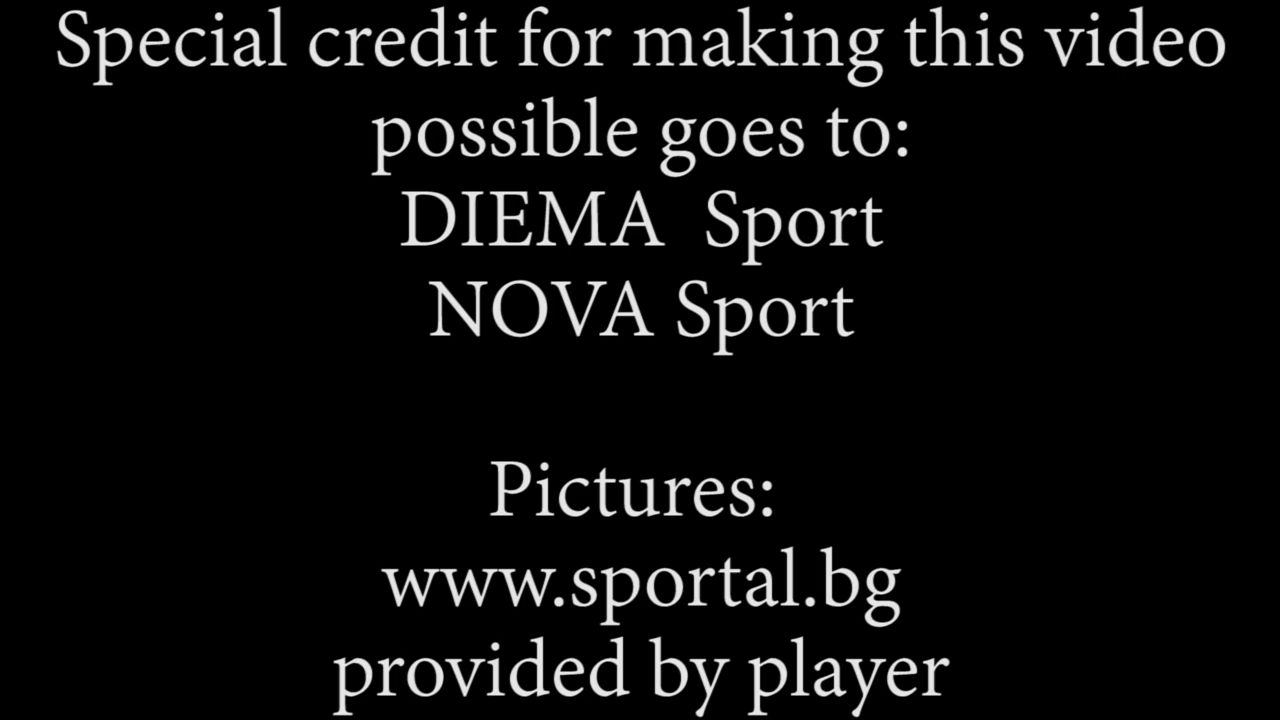 Special credit for making this video
possible goes to:
DIEMA  Sport
NOVA Sport
Pictures:
www.sportal.bg
provided by player